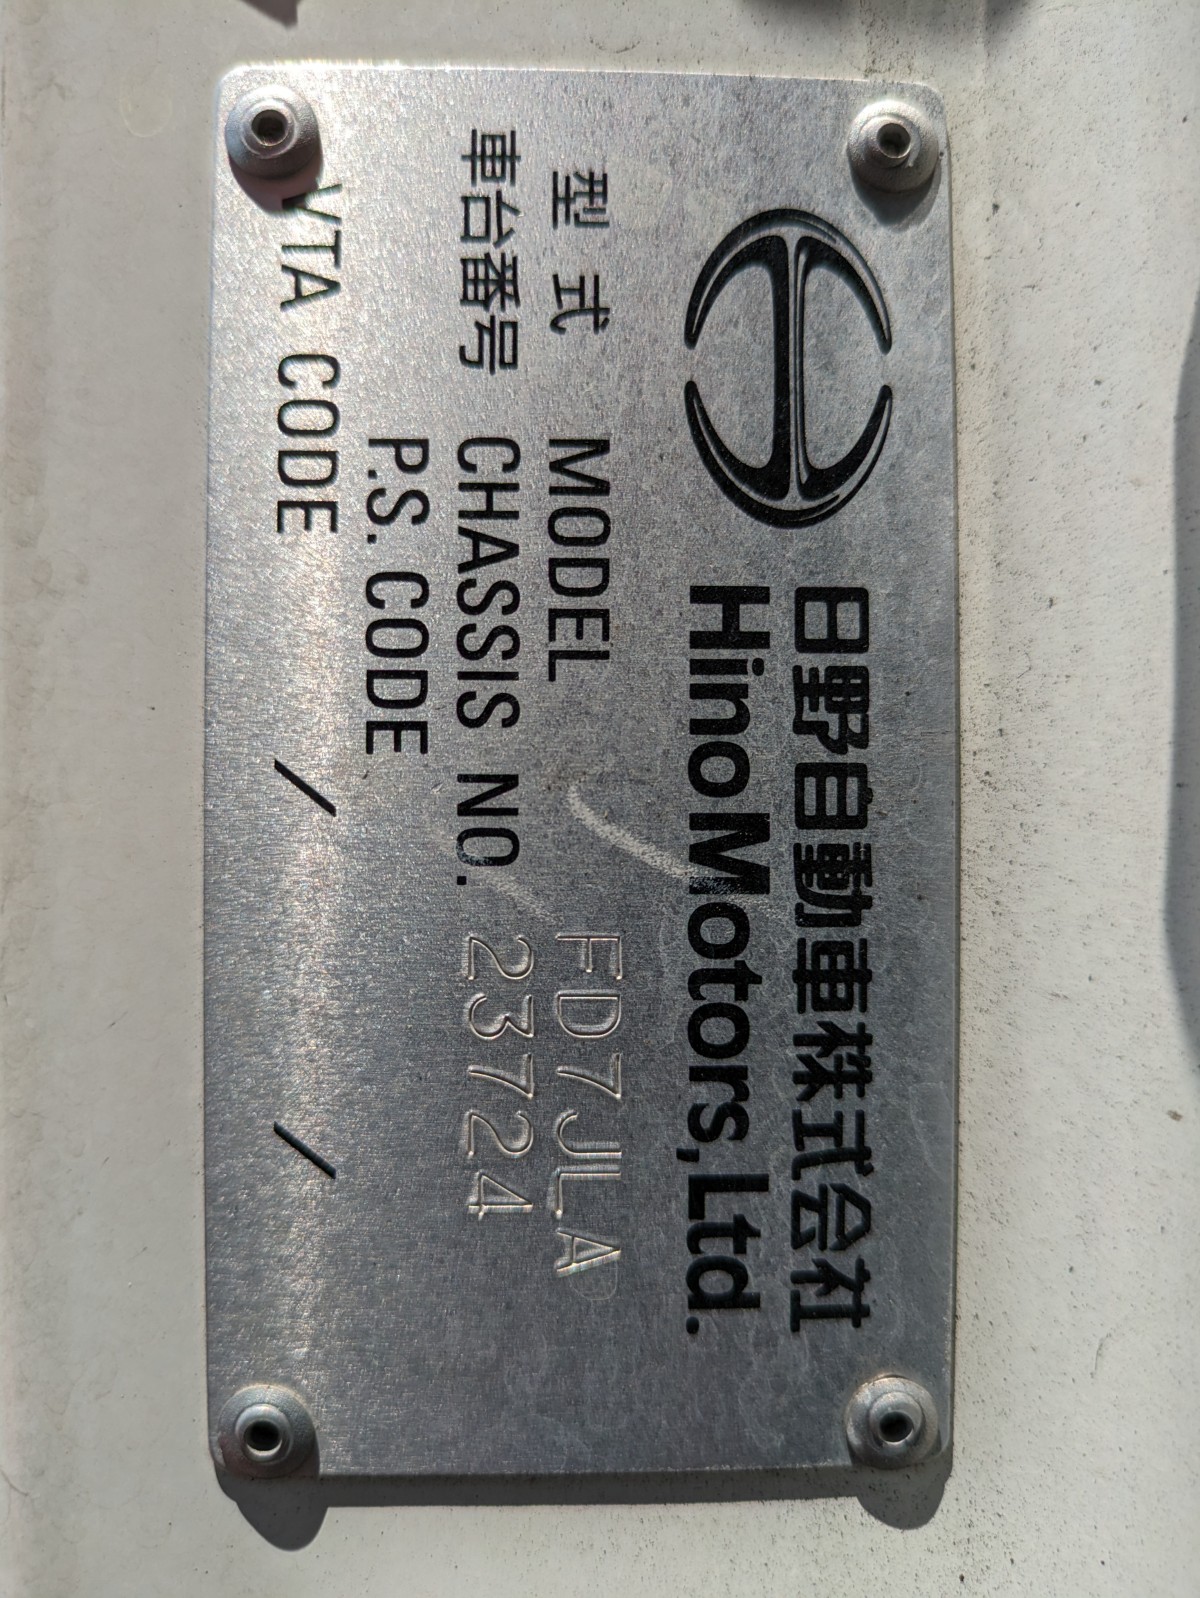 日野自動車株式会社
Hino Motors, Ltd.
型式 MODEL FD7JLA
車台番号 CHASSIS NO. 23724
P.S. CODE
VTA CODE / /